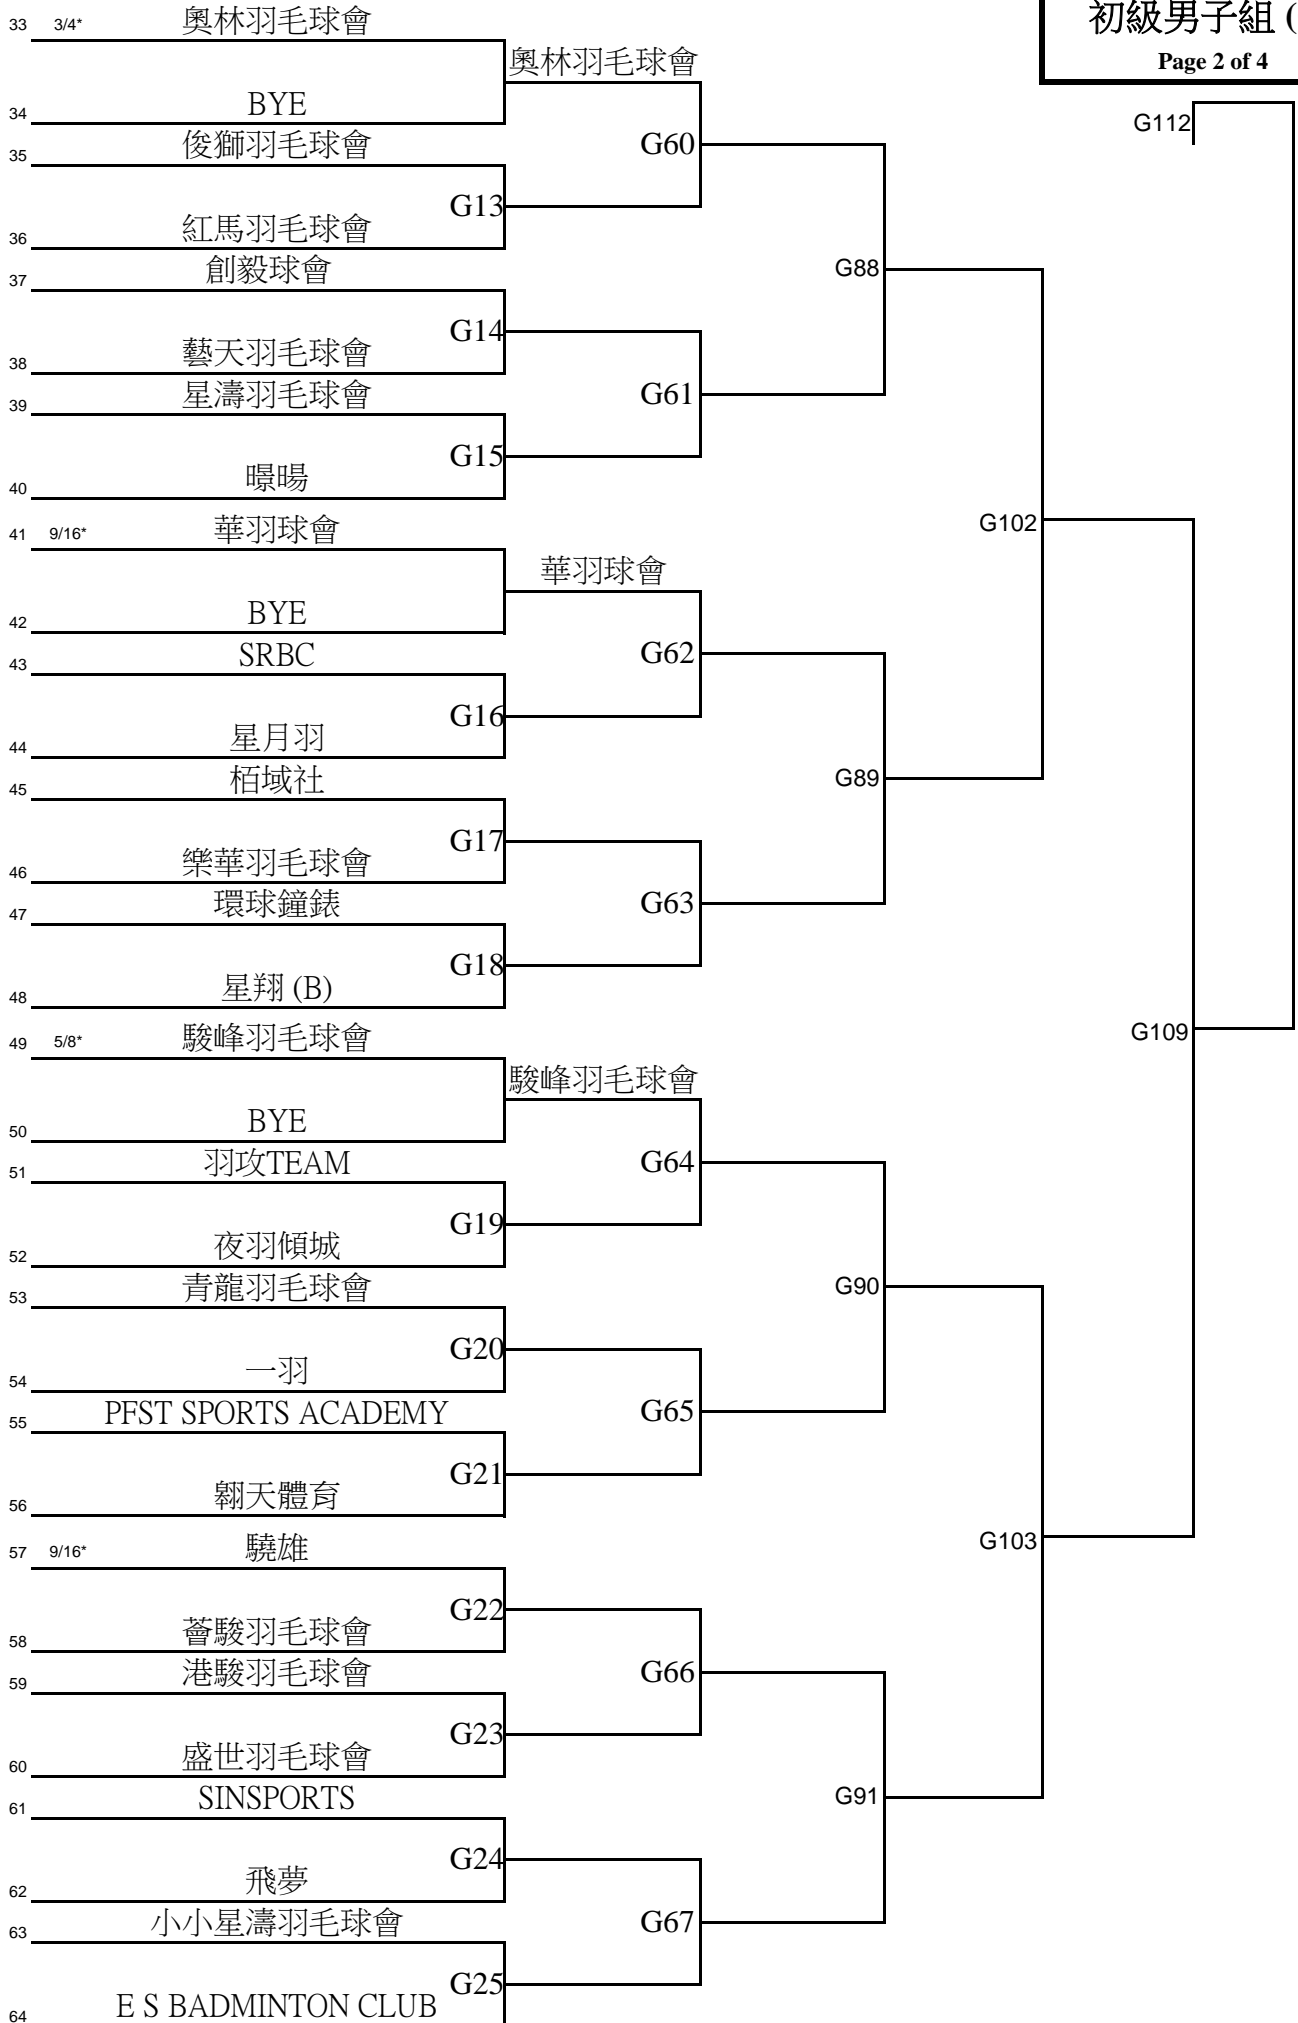 初級男子組 (
Page 2 of 4
33 3/4* 奧林羽毛球會
奧林羽毛球會
34 BYE
G112
35 俊獅羽毛球會
G60
G13
36 紅馬羽毛球會
37 創毅球會
G88
G14
38 藝天羽毛球會
39 星濤羽毛球會
G61
G15
40 暻暘
41 9/16* 華羽球會
G102
華羽球會
42 BYE
43 SRBC
G62
G16
44 星月羽
45 栢域社
G89
G17
46 樂華羽毛球會
47 環球鐘錶
G63
G18
48 星翔 (B)
49 5/8* 駿峰羽毛球會
G109
駿峰羽毛球會
50 BYE
51 羽攻TEAM
G64
G19
52 夜羽傾城
53 青龍羽毛球會
G90
G20
54 一羽
55 PFST SPORTS ACADEMY
G65
G21
56 翱天體育
57 9/16* 驍雄
G103
G22
58 薈駿羽毛球會
59 港駿羽毛球會
G66
G23
60 盛世羽毛球會
61 SINSPORTS
G91
G24
62 飛夢
63 小小星濤羽毛球會
G67
G25
64 E S BADMINTON CLUB